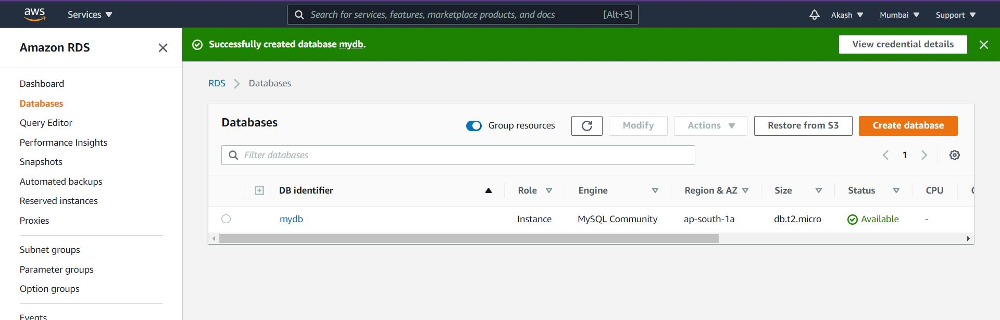 aws Services Search for services, features, marketplace products, and docs [Alt+S] Akash Mumbai Support
Amazon RDS
Dashboard
Databases
Query Editor
Performance Insights
Snapshots
Automated backups
Reserved instances
Proxies
Subnet groups
Parameter groups
Option groups
Events
Successfully created database mydb. View credential details
RDS Databases
Databases Group resources Modify Actions Restore from S3 Create database
Filter databases 1
DB identifier Role Engine Region & AZ Size Status CPU
mydb Instance MySQL Community ap-south-1a db.t2.micro Available -